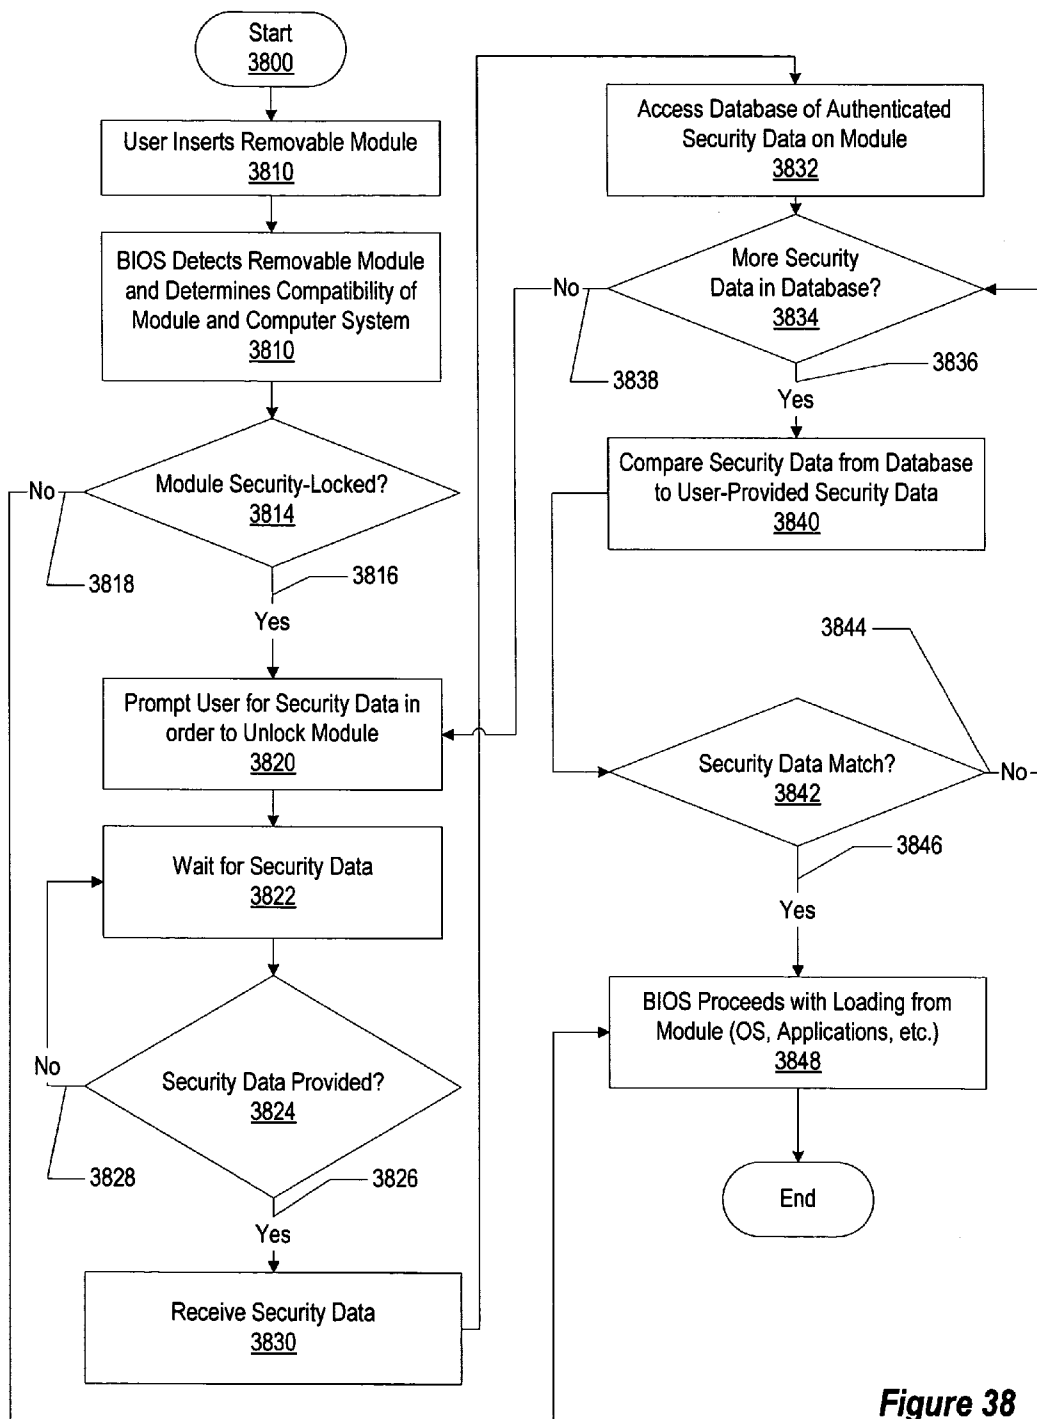 Start
3800
User Inserts Removable Module
3810
BIOS Detects Removable Module
and Determines Compatibility of
Module and Computer System
3810
Module Security-Locked?
3814
No
3818
3816
Yes
Prompt User for Security Data in
order to Unlock Module
3820
Wait for Security Data
3822
Security Data Provided?
3824
No
3828
3826
Yes
Receive Security Data
3830
Access Database of Authenticated
Security Data on Module
3832
More Security
Data in Database?
3834
No
3838
3836
Yes
Compare Security Data from Database
to User-Provided Security Data
3840
3844
Security Data Match?
3842
No
3846
Yes
BIOS Proceeds with Loading from
Module (OS, Applications, etc.)
3848
End
Figure 38